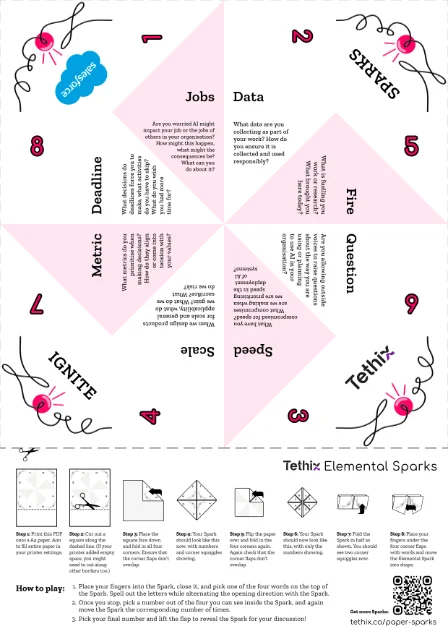 1
2
salesforce
SPARKS
Jobs
Data
Are you worried AI might
impact your job or the jobs of
others in your organisation?
How might this happen,
what might the
consequences be?
What can you
do about it?
What data are you
collecting as part of
your work? How do
you ensure it is
collected and used
responsibly?
8
Deadline
What decisions do
deadlines force you to
make, what activities
do you have to skip?
What do you wish
you had more
time for?
5
Fire
What is fuelling your
work or research?
What brought you
here today?
Metric
What metrics do you
prioritise when
making decisions?
How do they align
or come into
tension with
your values?
7
Question
Are you allowing outside
voices to raise questions
about the way you are
using or planning
to use AI in your
organisation?
6
When we design products
for scale and general
applicability, what do
we gain? What do we
sacrifice? What
do we risk?
Scale
What have you
compromised for speed?
What compromises
are we making when
we are prioritising
speed in the
deployment
of AI
systems?
Speed
IGNITE
Tethix
4
3
Tethix Elemental Sparks
Step 1: Print this PDF
onto a A4 paper. Aim
to fill entire paper in
your printer settings.
Step 2: Cut out a
square along the
dashed line. (If your
printer added empty
space, you might
need to cut along
other borders too.)
Step 3: Place the
square face down
and fold in all four
corners. Ensure that
the corner flaps don't
overlap.
Step 4: Your Spark
should look like this
now, with numbers
and corner squiggles
showing.
Step 5: Flip the paper
over and fold in the
four corners again.
Again check that the
corner flaps don't
overlap.
Step 6: Your Spark
should now look like
this, with only the
numbers showing.
Step 7: Fold the
Spark in half as
shown. You should
see two corner
squiggles now.
Step 8: Place your
fingers under the
four corner flaps
with words and move
the Elemental Spark
into shape.
How to play:
1. Place your fingers into the Spark, close it, and pick one of the four words on the top of
the Spark. Spell out the letters while alternating the opening direction with the Spark.
2. Once you stop, pick a number out of the four you can see inside the Spark, and again
move the Spark the corresponding number of times.
3. Pick your final number and lift the flap to reveal the Spark for your discussion!
Get more Sparks:
tethix.co/paper-sparks